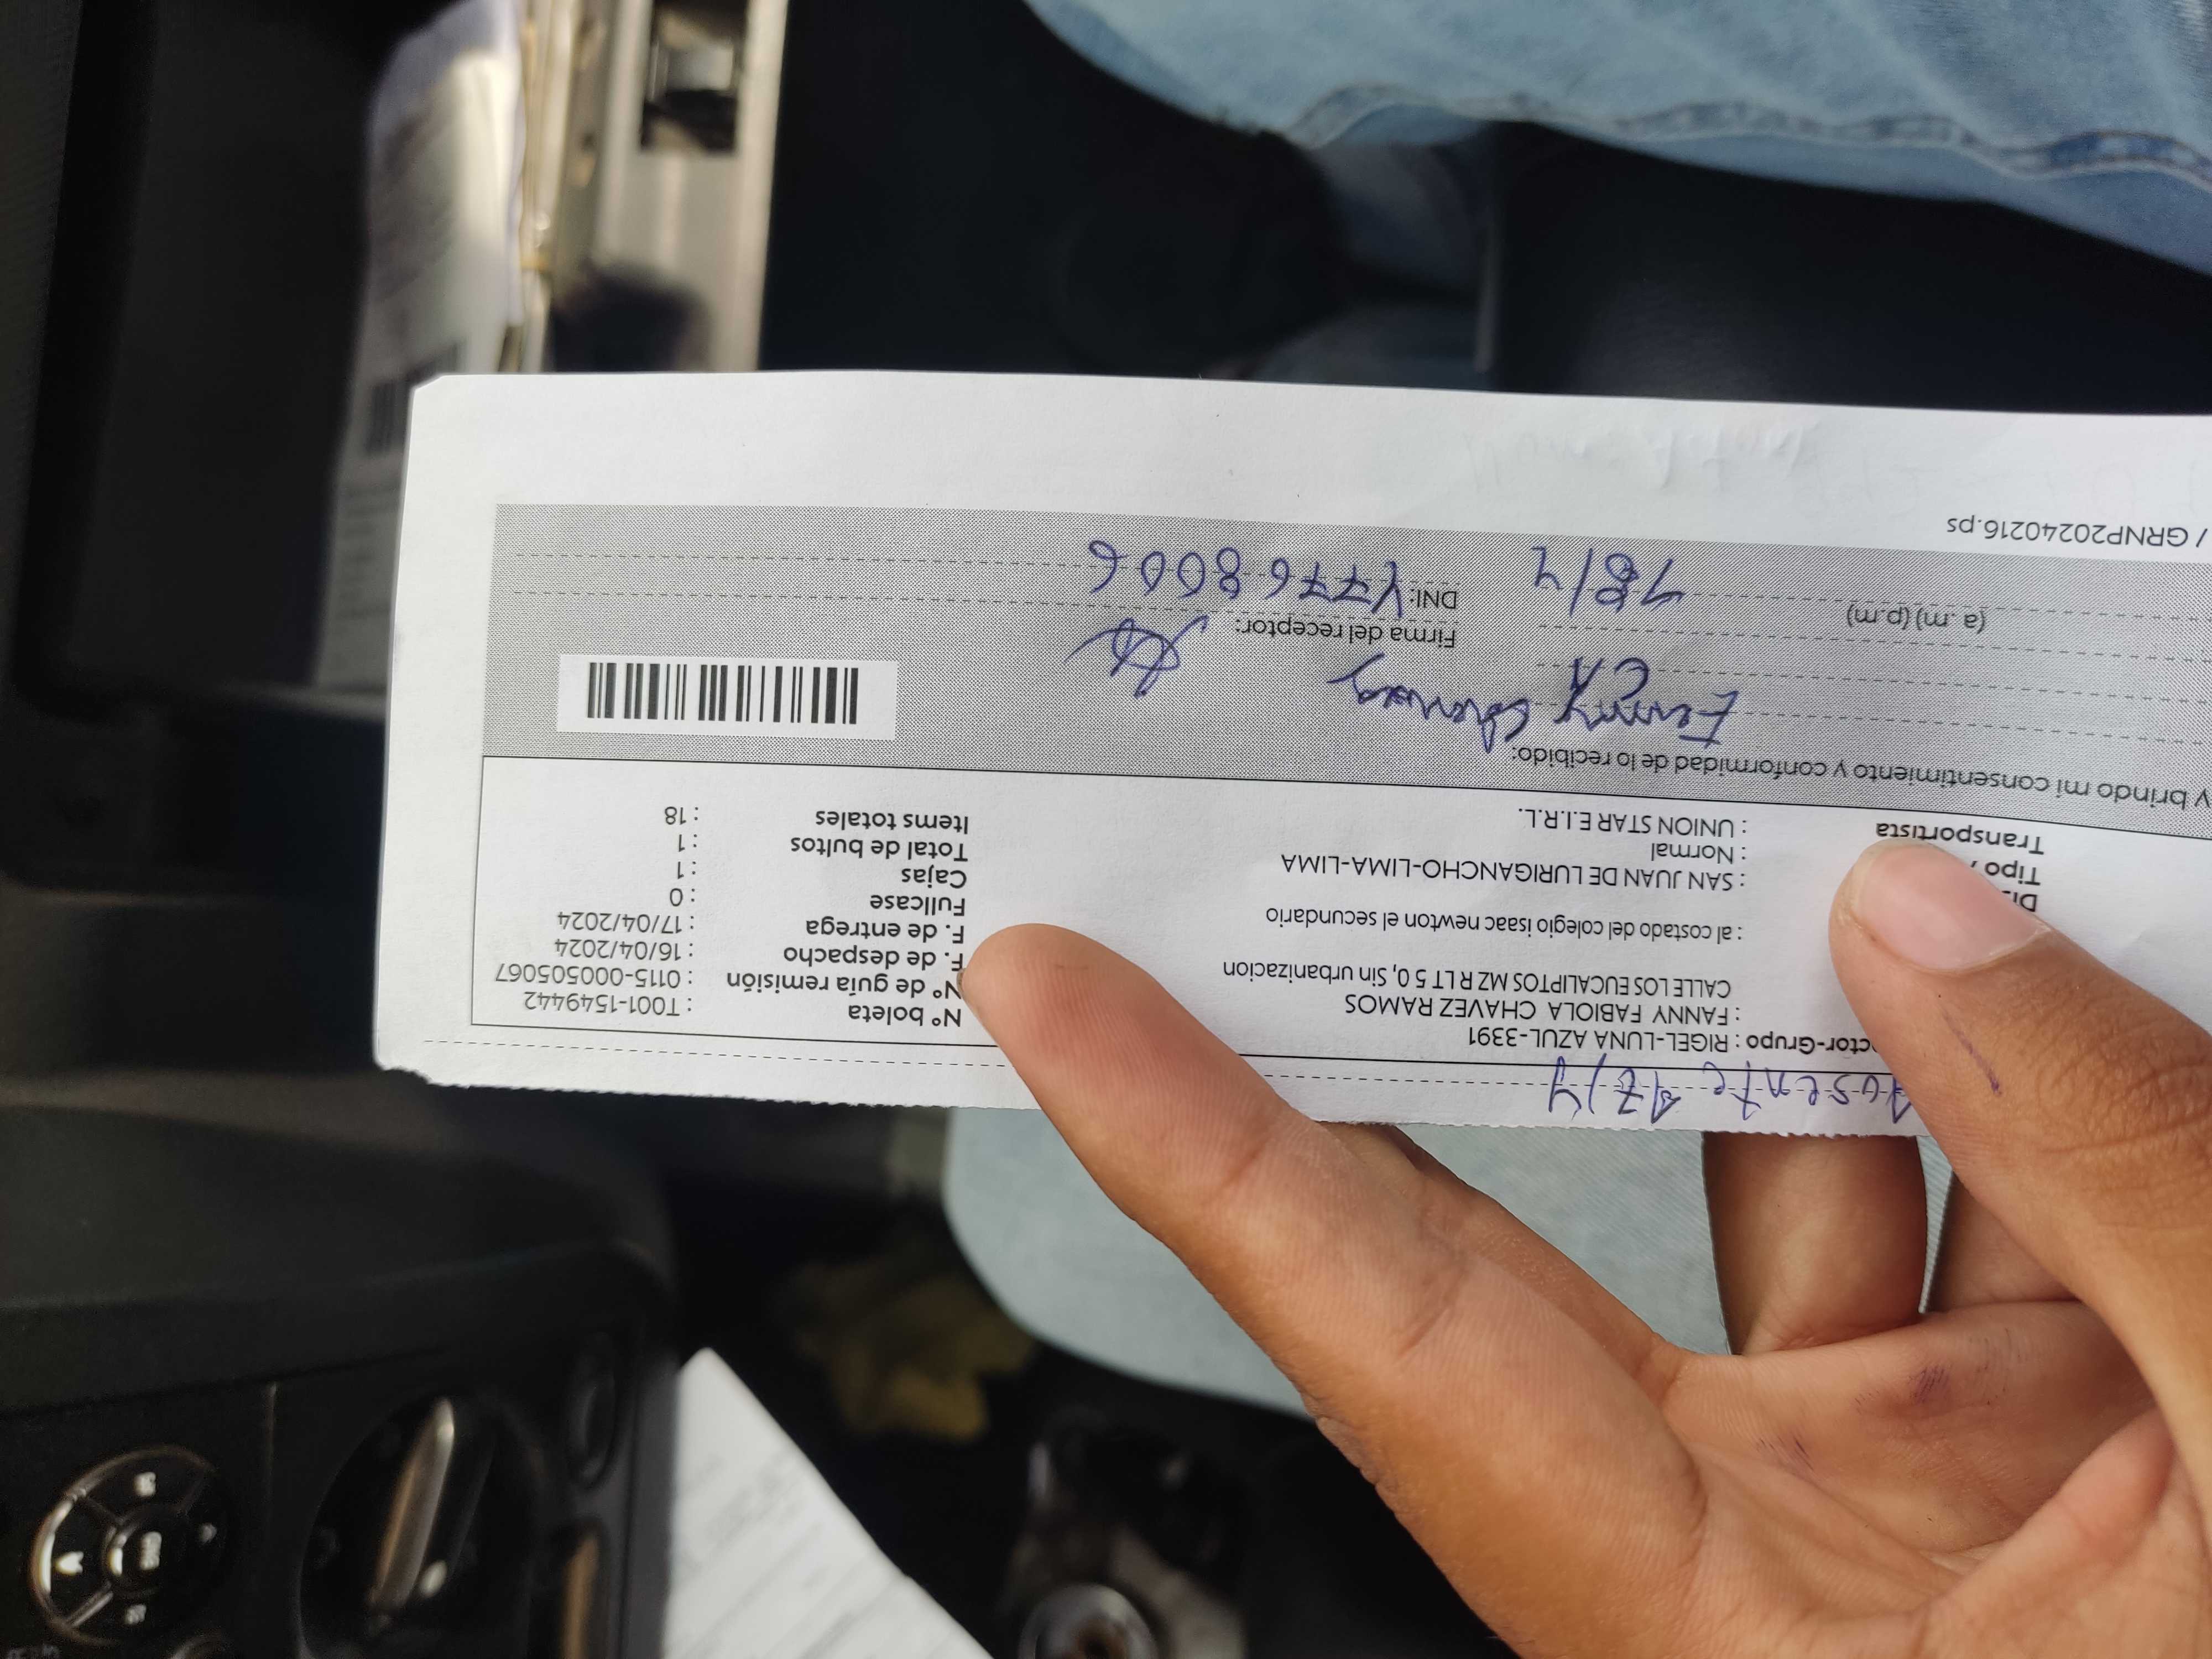 Ausente 17/4
ctor-Grupo : RIGEL-LUNA AZUL-3391
: FANNY FABIOLA CHAVEZ RAMOS
CALLE LOS EUCALIPTOS MZ R LT 5 0, Sin urbanizacion
: al costado del colegio isaac newton el secundario
: SAN JUAN DE LURIGANCHO-LIMA-LIMA
Tipo : Normal
Transportista : UNION STAR E.I.R.L.
N° boleta : T001-1549442
N° de guía remisión : 0115-000505067
F. de despacho : 16/04/2024
F. de entrega : 17/04/2024
Fullcase : 0
Cajas : 1
Total de bultos : 1
Items totales : 18
y brindo mi consentimiento y conformidad de lo recibido:
Firma del receptor:
(a. m) (p.m) 18/4 DNI: 47768006
/ GRNP20240216.ps